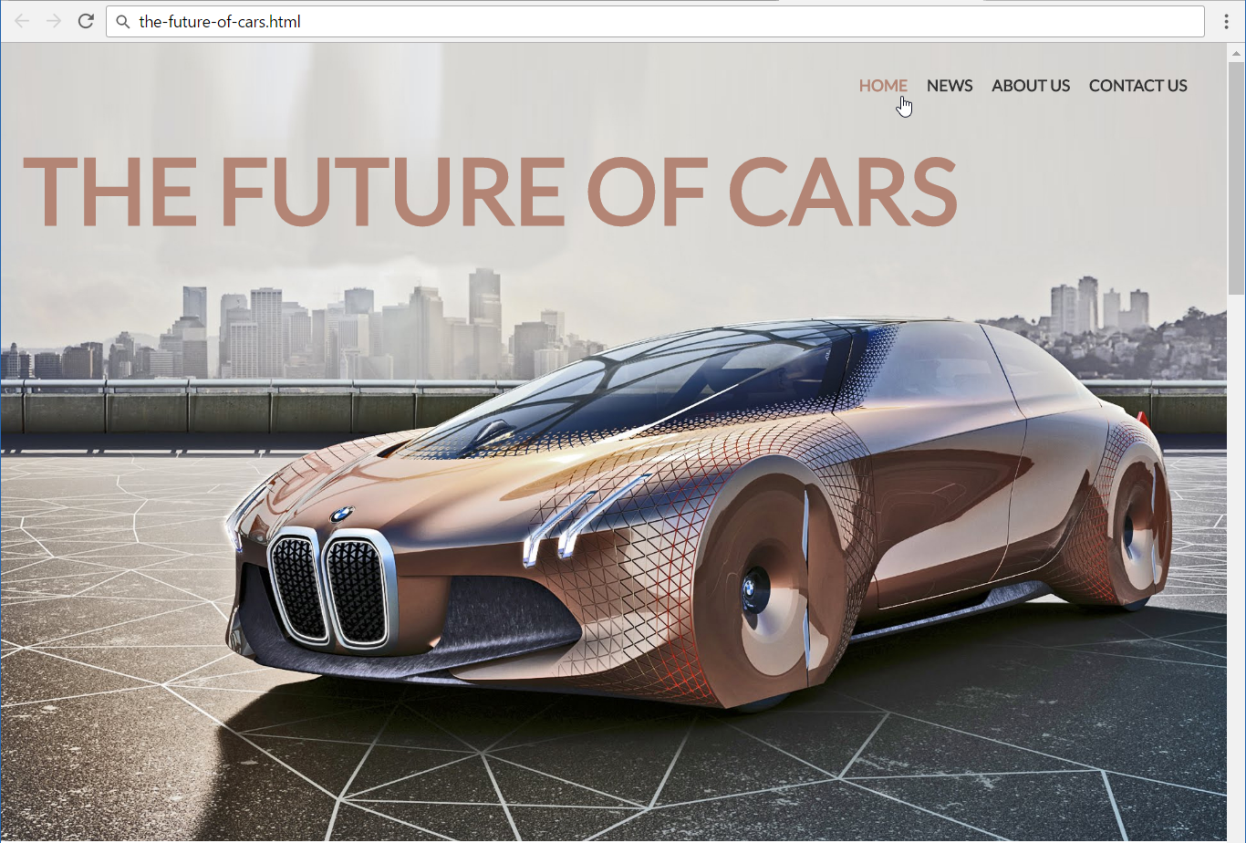 the-future-of-cars.html
HOME NEWS ABOUT US CONTACT US
THE FUTURE OF CARS